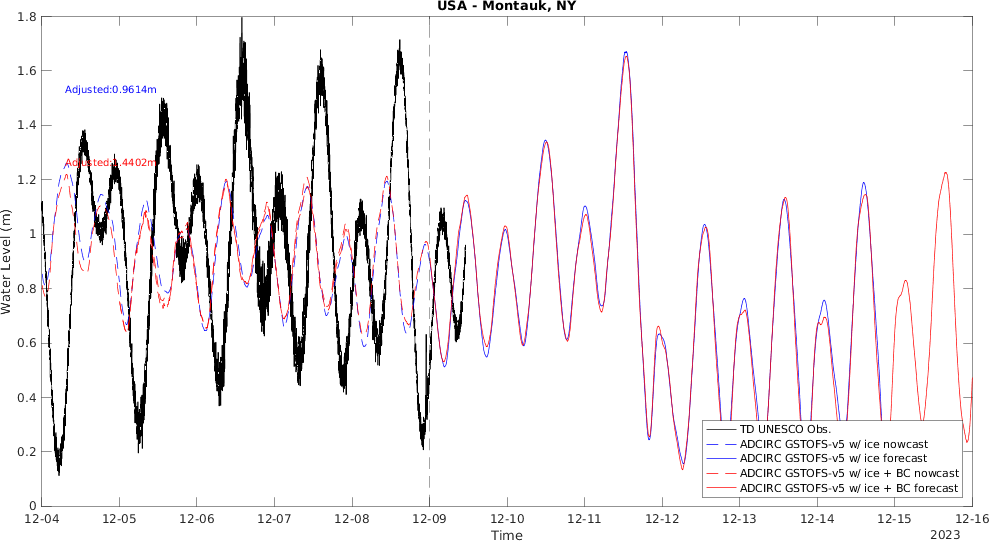 USA - Montauk, NY
Water Level (m)
1.8
1.6
1.4
1.2
1
0.8
0.6
0.4
0.2
0
Adjusted:0.9614m
TD UNESCO Obs.
ADCIRC GSTOFS-v5 w/ ice nowcast
ADCIRC GSTOFS-v5 w/ ice forecast
ADCIRC GSTOFS-v5 w/ ice + BC nowcast
ADCIRC GSTOFS-v5 w/ ice + BC forecast
12-04 12-05 12-06 12-07 12-08 12-09 12-10 12-11 12-12 12-13 12-14 12-15 12-16
Time
2023